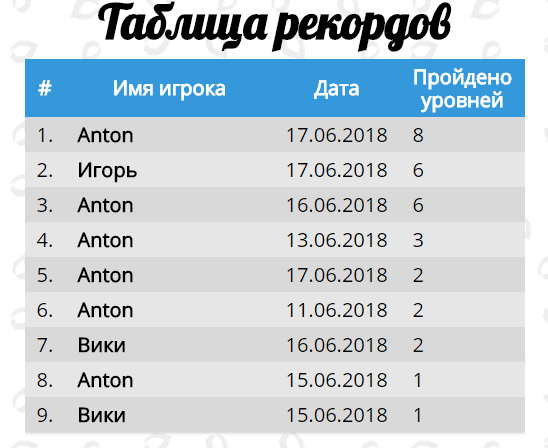 Таблица рекордов
# Имя игрока Дата Пройдено уровней
1. Anton 17.06.2018 8
2. Игорь 17.06.2018 6
3. Anton 16.06.2018 6
4. Anton 13.06.2018 3
5. Anton 17.06.2018 2
6. Anton 11.06.2018 2
7. Вики 16.06.2018 2
8. Anton 15.06.2018 1
9. Вики 15.06.2018 1